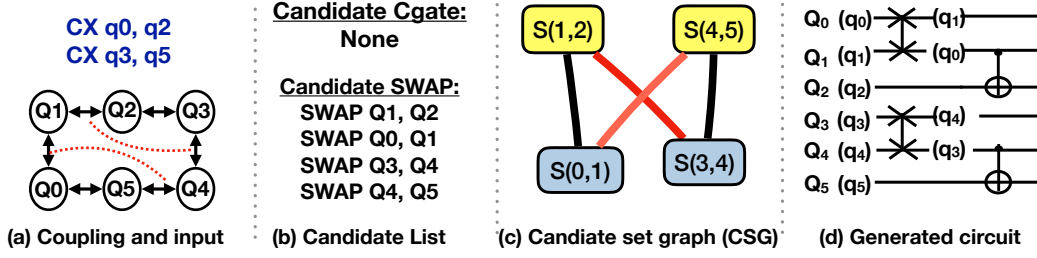 CX q0, q2
CX q3, q5
Q1
Q2
Q3
Q0
Q5
Q4
(a) Coupling and input
Candidate Cgate:
None
Candidate SWAP:
SWAP Q1, Q2
SWAP Q0, Q1
SWAP Q3, Q4
SWAP Q4, Q5
(b) Candidate List
S(1,2)
S(4,5)
S(0,1)
S(3,4)
(c) Candiate set graph (CSG)
Q0 (q0) (q1)
Q1 (q1) (q0)
Q2 (q2)
Q3 (q3) (q4)
Q4 (q4) (q3)
Q5 (q5)
(d) Generated circuit